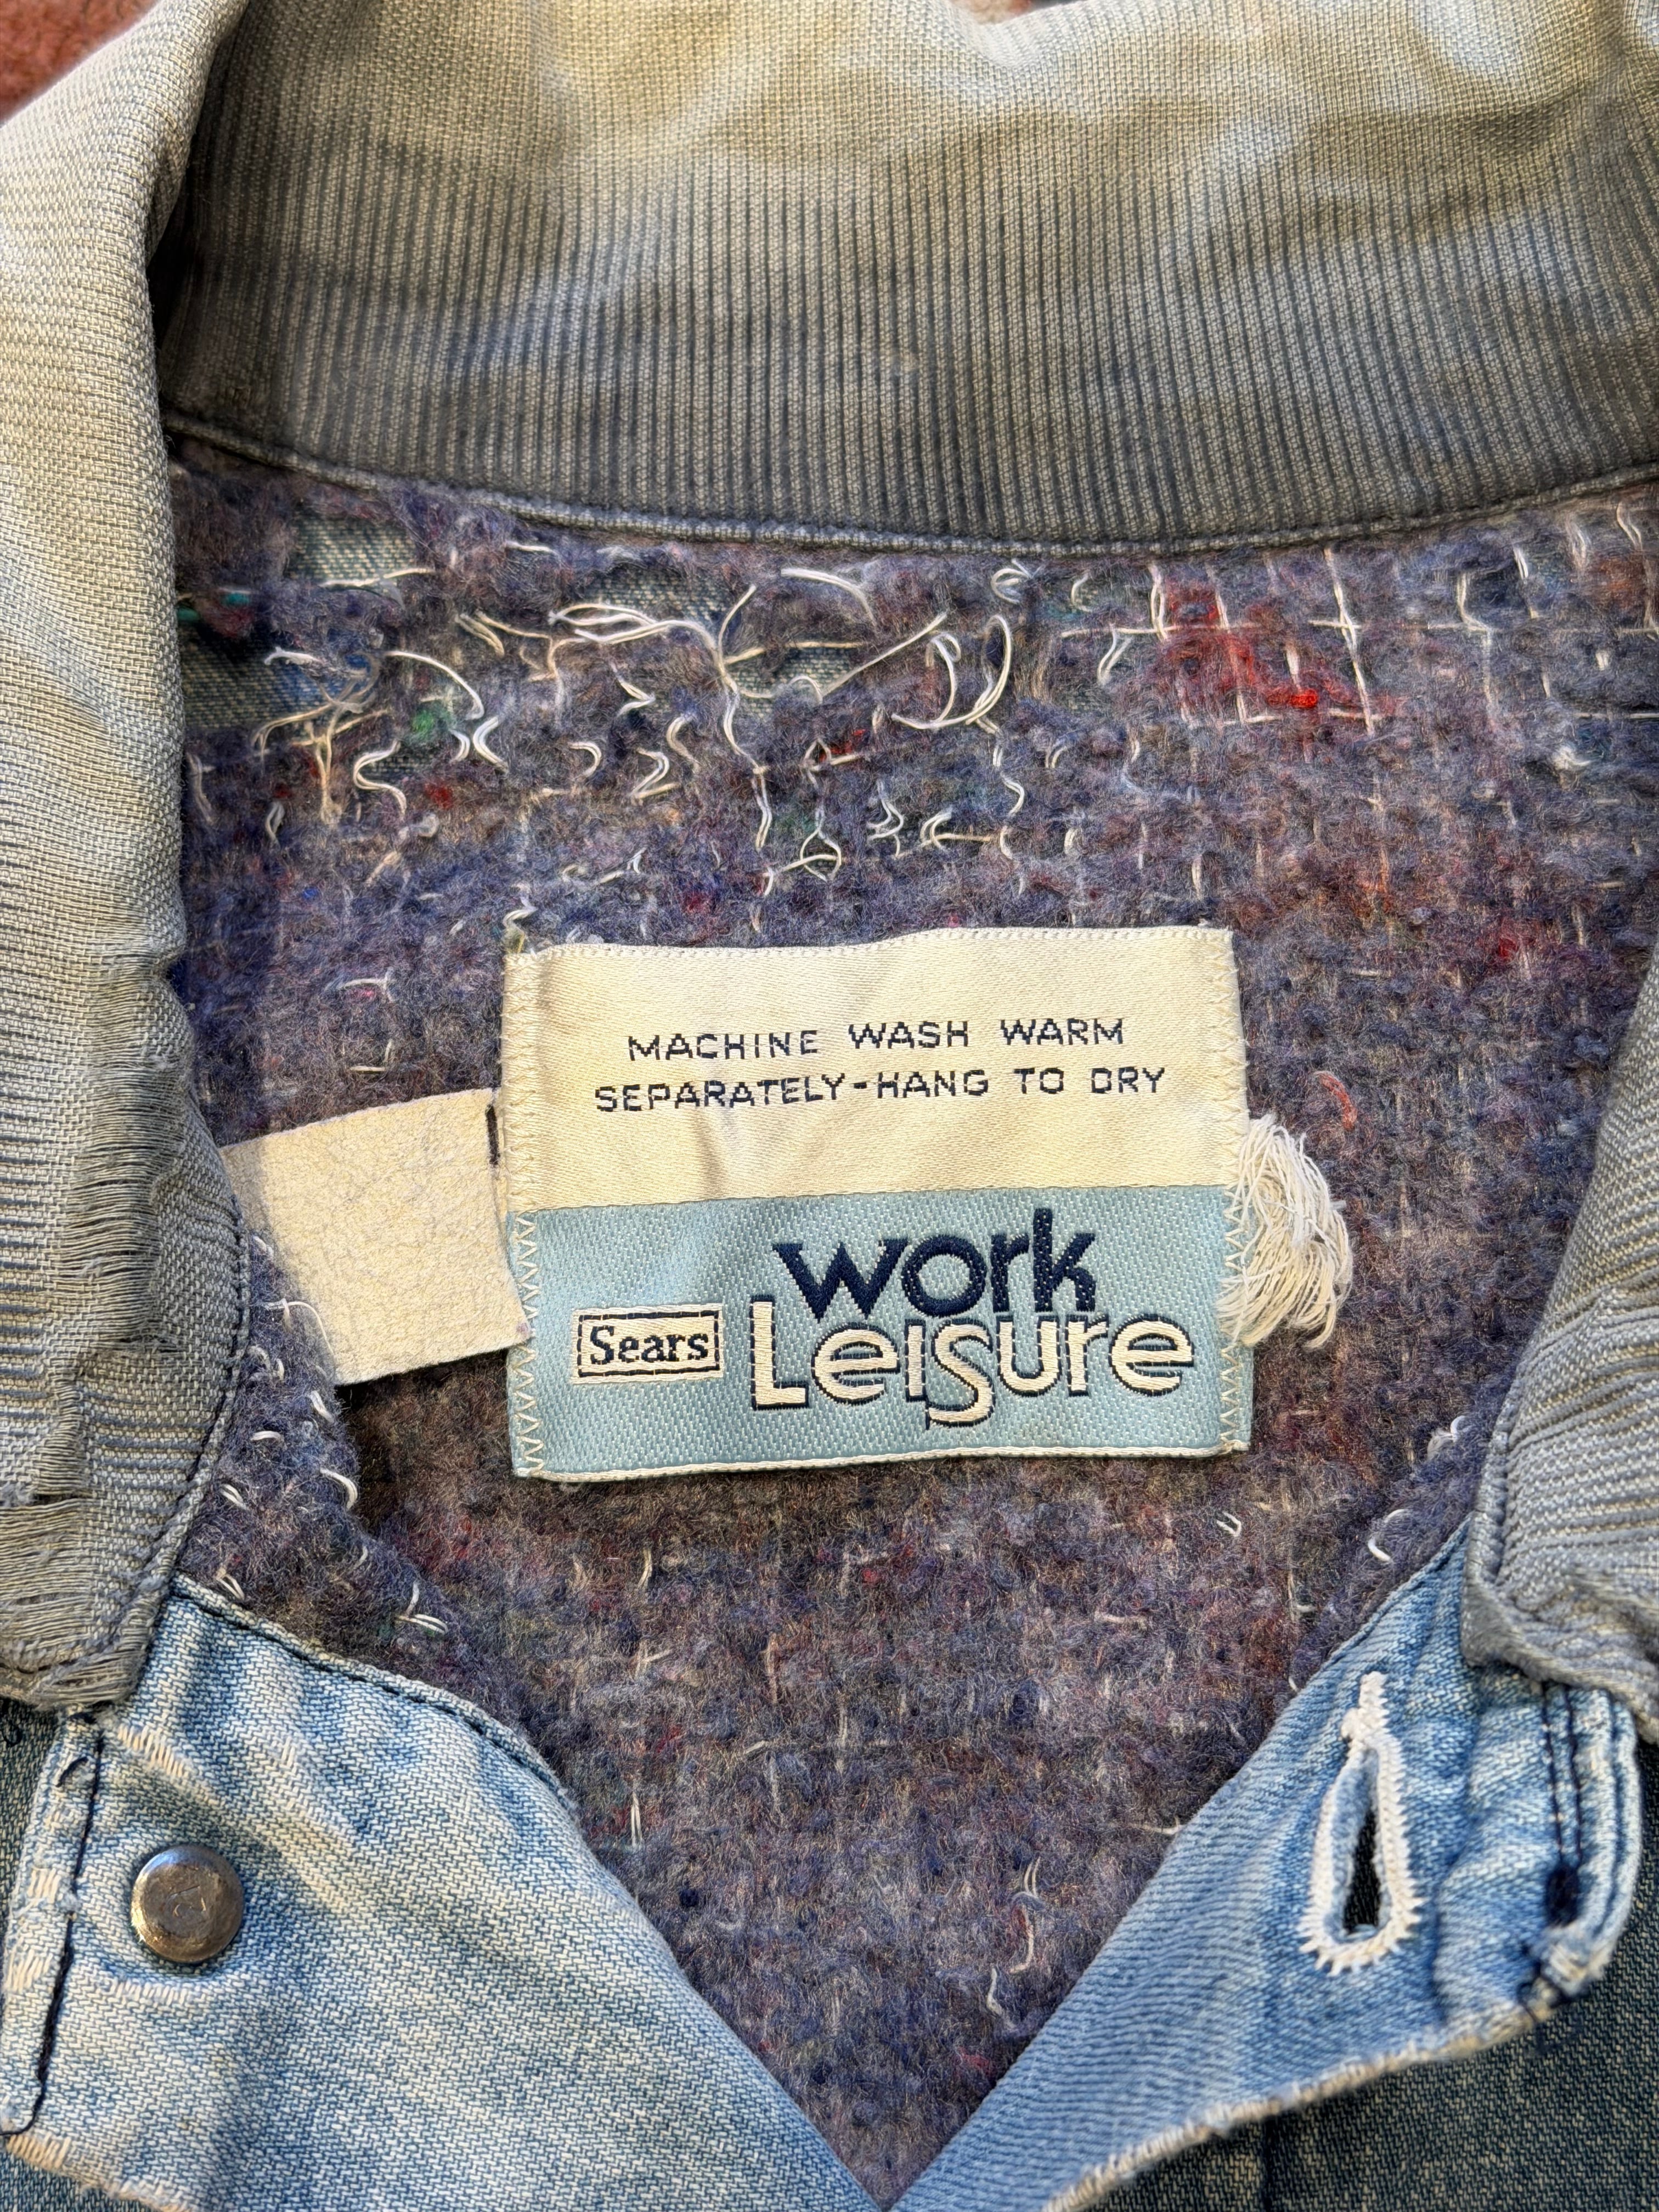 MACHINE WASH WARM
SEPARATELY-HANG TO DRY
Sears
work
Leisure